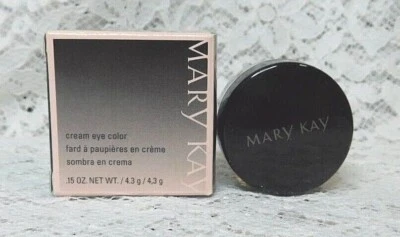 MARY KAY
cream eye color
fard à paupières en crème
sombra en crema
.15 OZ. NET WT. / 4.3 g / 4,3 g
MARY KAY